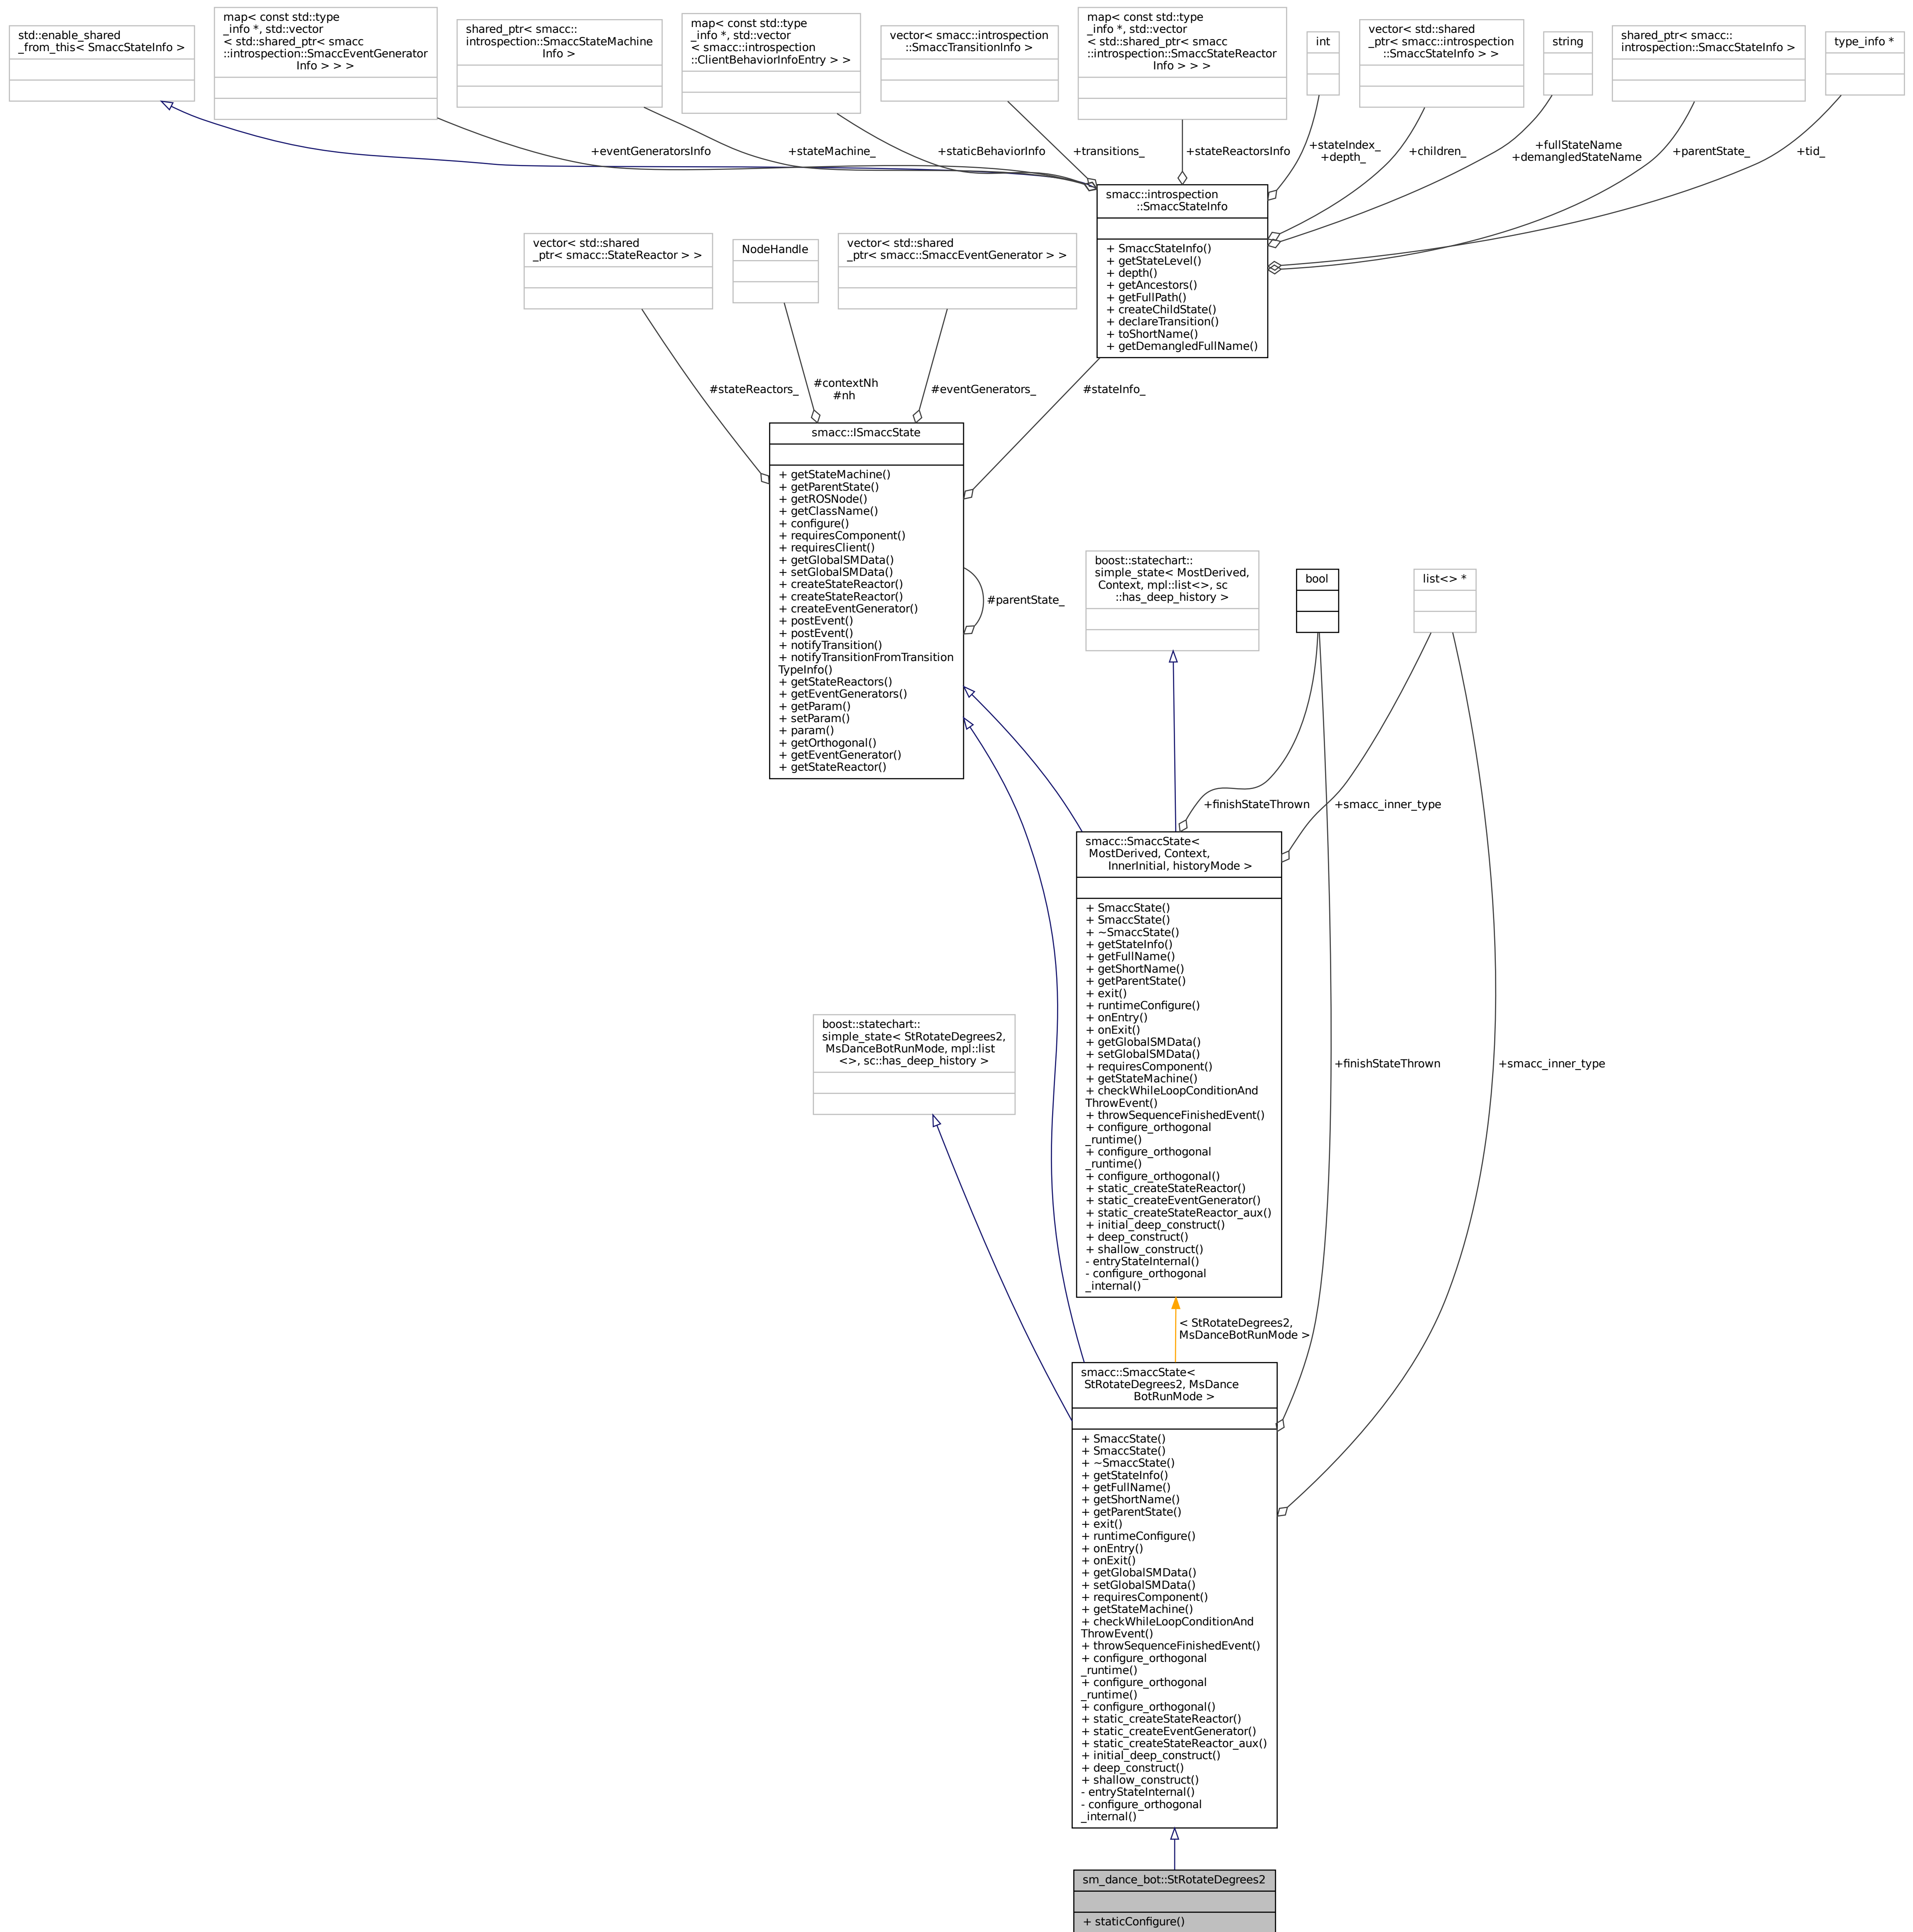 std::enable_shared
_from_this< SmaccStateInfo >
map< const std::type
_info *, std::vector
< std::shared_ptr< smacc
::introspection::SmaccEventGenerator
Info > > >
shared_ptr< smacc::
introspection::SmaccStateMachine
Info >
map< const std::type
_info *, std::vector
< smacc::introspection
::ClientBehaviorInfoEntry > >
vector< smacc::introspection
::SmaccTransitionInfo >
map< const std::type
_info *, std::vector
< std::shared_ptr< smacc
::introspection::SmaccStateReactor
Info > > >
int
vector< std::shared
_ptr< smacc::introspection
::SmaccStateInfo > >
string
shared_ptr< smacc::
introspection::SmaccStateInfo >
type_info *
+eventGeneratorsInfo
+stateMachine_
+staticBehaviorInfo
+transitions_
+stateReactorsInfo
+stateIndex_
+depth_
+children_
+fullStateName
+demangledStateName
+parentState_
+tid_
smacc::introspection
::SmaccStateInfo
+ SmaccStateInfo()
+ getStateLevel()
+ depth()
+ getAncestors()
+ getFullPath()
+ createChildState()
+ declareTransition()
+ toShortName()
+ getDemangledFullName()
vector< std::shared
_ptr< smacc::StateReactor > >
NodeHandle
vector< std::shared
_ptr< smacc::SmaccEventGenerator > >
#stateReactors_
#contextNh
#nh
#eventGenerators_
#stateInfo_
smacc::ISmaccState
+ getStateMachine()
+ getParentState()
+ getROSNode()
+ getClassName()
+ configure()
+ requiresComponent()
+ requiresClient()
+ getGlobalSMData()
+ setGlobalSMData()
+ createStateReactor()
+ createStateReactor()
+ createEventGenerator()
+ postEvent()
+ postEvent()
+ notifyTransition()
+ notifyTransitionFromTransition
TypeInfo()
+ getStateReactors()
+ getEventGenerators()
+ getParam()
+ setParam()
+ param()
+ getOrthogonal()
+ getEventGenerator()
+ getStateReactor()
#parentState_
boost::statechart::
simple_state< MostDerived,
Context, mpl::list<>, sc
::has_deep_history >
bool
list<> *
+finishStateThrown
+smacc_inner_type
smacc::SmaccState<
MostDerived, Context,
InnerInitial, historyMode >
+ SmaccState()
+ SmaccState()
+ ~SmaccState()
+ getStateInfo()
+ getFullName()
+ getShortName()
+ getParentState()
+ exit()
+ runtimeConfigure()
+ onEntry()
+ onExit()
+ getGlobalSMData()
+ setGlobalSMData()
+ requiresComponent()
+ getStateMachine()
+ checkWhileLoopConditionAnd
ThrowEvent()
+ throwSequenceFinishedEvent()
+ configure_orthogonal
_runtime()
+ configure_orthogonal
_runtime()
+ configure_orthogonal()
+ static_createStateReactor()
+ static_createEventGenerator()
+ static_createStateReactor_aux()
+ initial_deep_construct()
+ deep_construct()
+ shallow_construct()
- entryStateInternal()
- configure_orthogonal
_internal()
boost::statechart::
simple_state< StRotateDegrees2,
MsDanceBotRunMode, mpl::list
<>, sc::has_deep_history >
+finishStateThrown
+smacc_inner_type
< StRotateDegrees2,
MsDanceBotRunMode >
smacc::SmaccState<
StRotateDegrees2, MsDance
BotRunMode >
+ SmaccState()
+ SmaccState()
+ ~SmaccState()
+ getStateInfo()
+ getFullName()
+ getShortName()
+ getParentState()
+ exit()
+ runtimeConfigure()
+ onEntry()
+ onExit()
+ getGlobalSMData()
+ setGlobalSMData()
+ requiresComponent()
+ getStateMachine()
+ checkWhileLoopConditionAnd
ThrowEvent()
+ throwSequenceFinishedEvent()
+ configure_orthogonal
_runtime()
+ configure_orthogonal
_runtime()
+ configure_orthogonal()
+ static_createStateReactor()
+ static_createEventGenerator()
+ static_createStateReactor_aux()
+ initial_deep_construct()
+ deep_construct()
+ shallow_construct()
- entryStateInternal()
- configure_orthogonal
_internal()
sm_dance_bot::StRotateDegrees2
+ staticConfigure()